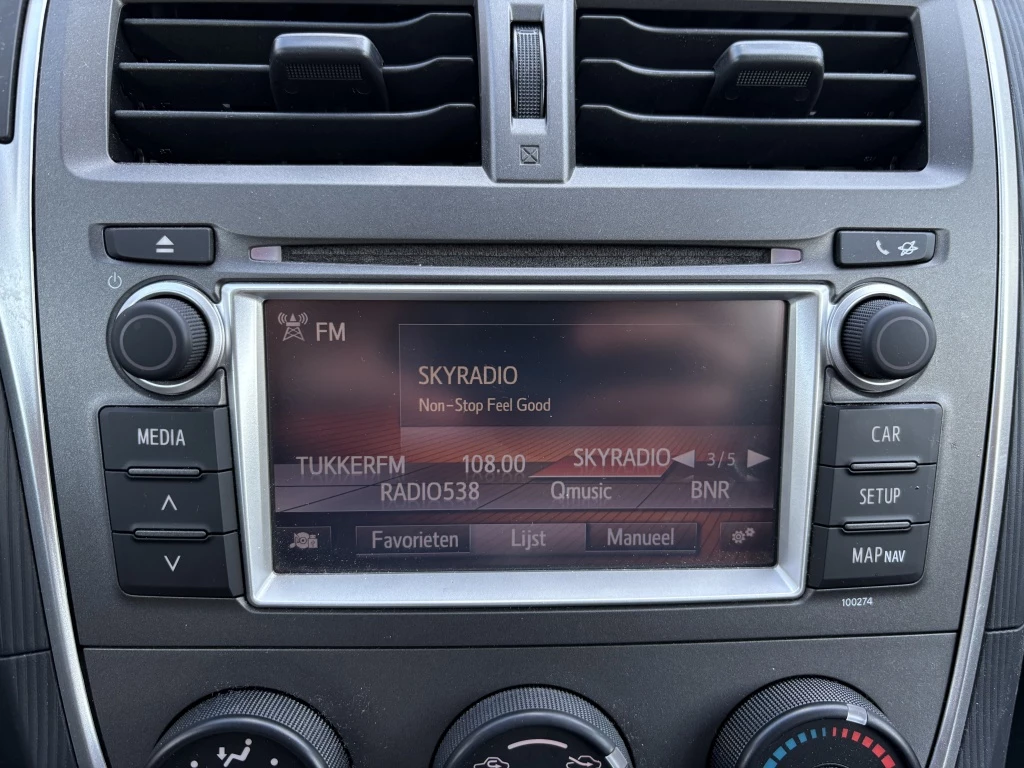 FM
SKYRADIO
Non-Stop Feel Good
TUKKERFM 108.00 SKYRADIO 3/5
RADIO538 Qmusic BNR
Favorieten Lijst Manueel
MEDIA
CAR
SETUP
MAP NAV
100274